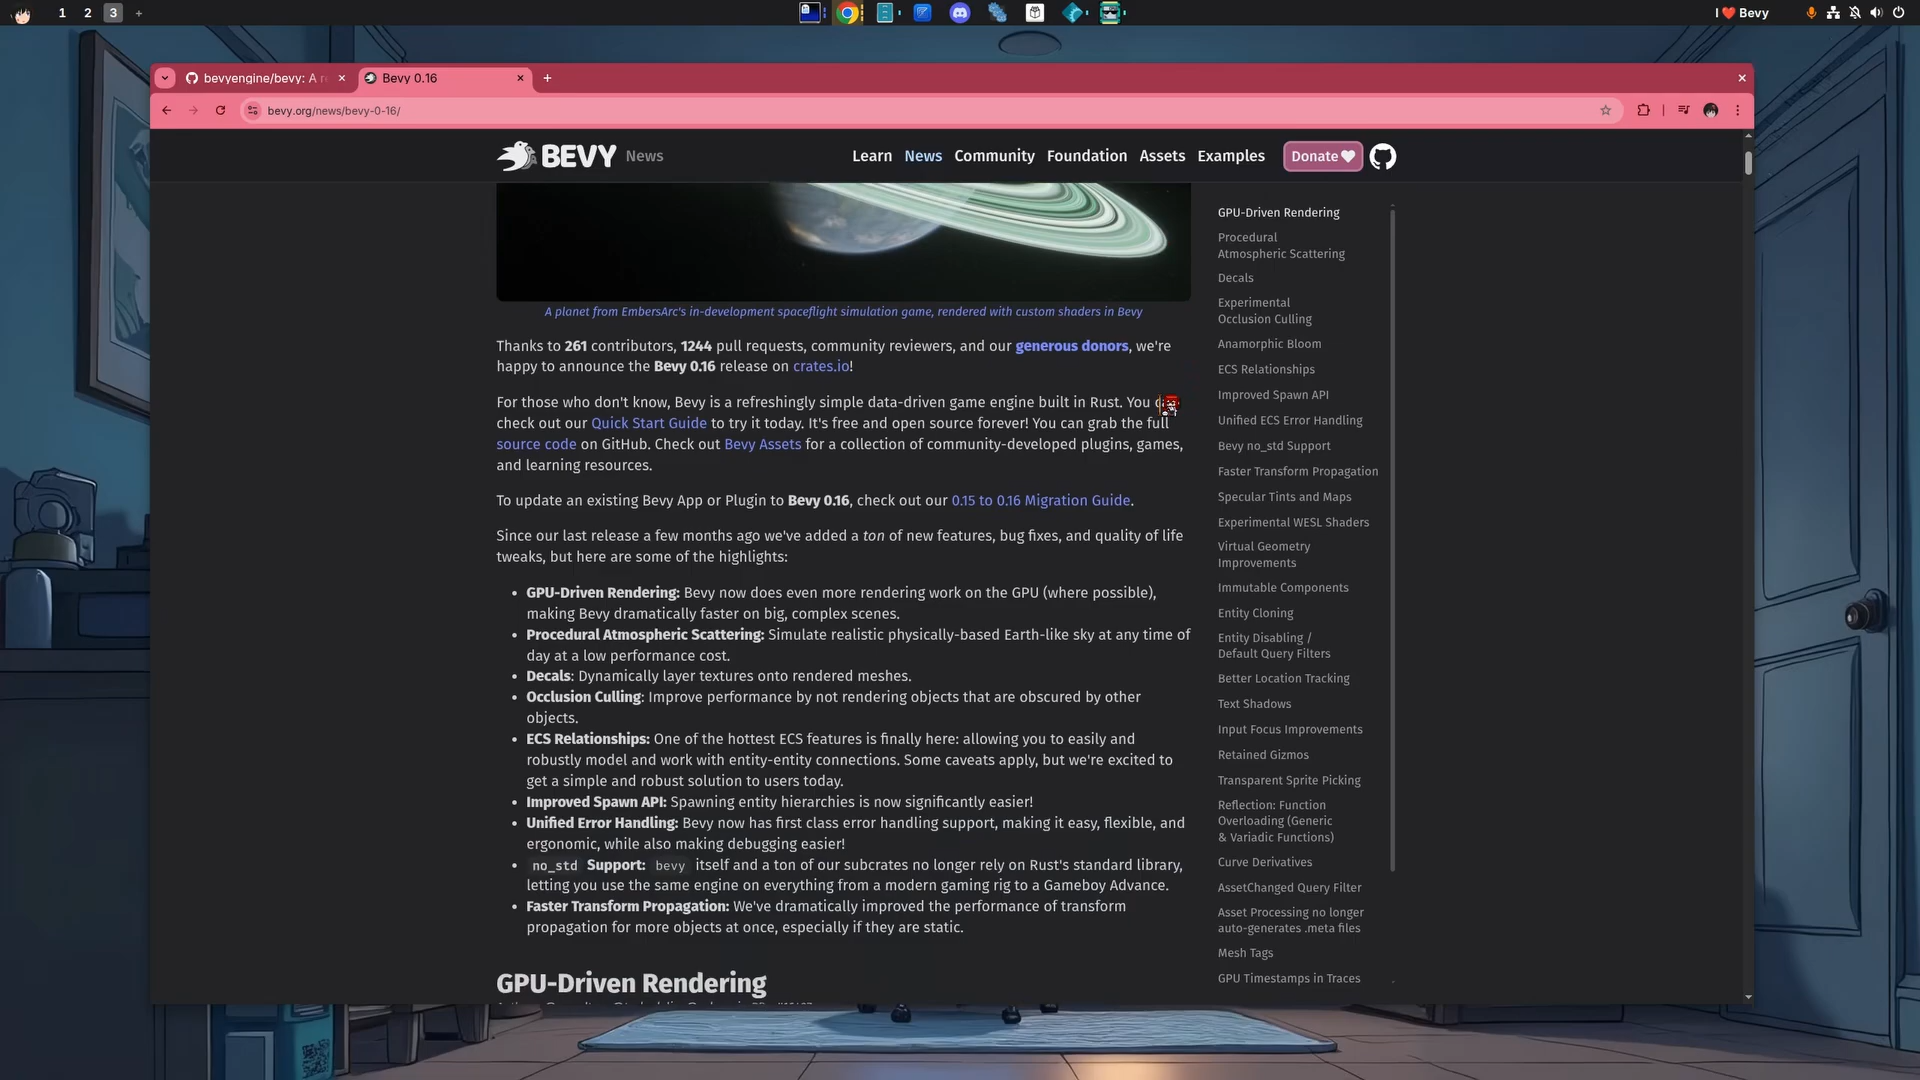 1 2 3 +
I ❤ Bevy
bevyengine/bevy: A r
Bevy 0.16
bevy.org/news/bevy-0-16/
BEVY News
Learn News Community Foundation Assets Examples Donate
A planet from EmbersArc's in-development spaceflight simulation game, rendered with custom shaders in Bevy
Thanks to 261 contributors, 1244 pull requests, community reviewers, and our generous donors, we're
happy to announce the Bevy 0.16 release on crates.io!
For those who don't know, Bevy is a refreshingly simple data-driven game engine built in Rust. You
check out our Quick Start Guide to try it today. It's free and open source forever! You can grab the full
source code on GitHub. Check out Bevy Assets for a collection of community-developed plugins, games,
and learning resources.
To update an existing Bevy App or Plugin to Bevy 0.16, check out our 0.15 to 0.16 Migration Guide.
Since our last release a few months ago we've added a ton of new features, bug fixes, and quality of life
tweaks, but here are some of the highlights:
• GPU-Driven Rendering: Bevy now does even more rendering work on the GPU (where possible),
making Bevy dramatically faster on big, complex scenes.
• Procedural Atmospheric Scattering: Simulate realistic physically-based Earth-like sky at any time of
day at a low performance cost.
• Decals: Dynamically layer textures onto rendered meshes.
• Occlusion Culling: Improve performance by not rendering objects that are obscured by other
objects.
• ECS Relationships: One of the hottest ECS features is finally here: allowing you to easily and
robustly model and work with entity-entity connections. Some caveats apply, but we're excited to
get a simple and robust solution to users today.
• Improved Spawn API: Spawning entity hierarchies is now significantly easier!
• Unified Error Handling: Bevy now has first class error handling support, making it easy, flexible, and
ergonomic, while also making debugging easier!
• no_std Support: bevy itself and a ton of our subcrates no longer rely on Rust's standard library,
letting you use the same engine on everything from a modern gaming rig to a Gameboy Advance.
• Faster Transform Propagation: We've dramatically improved the performance of transform
propagation for more objects at once, especially if they are static.
GPU-Driven Rendering
GPU-Driven Rendering
Procedural
Atmospheric Scattering
Decals
Experimental
Occlusion Culling
Anamorphic Bloom
ECS Relationships
Improved Spawn API
Unified ECS Error Handling
Bevy no_std Support
Faster Transform Propagation
Specular Tints and Maps
Experimental WESL Shaders
Virtual Geometry
Improvements
Immutable Components
Entity Cloning
Entity Disabling /
Default Query Filters
Better Location Tracking
Text Shadows
Input Focus Improvements
Retained Gizmos
Transparent Sprite Picking
Reflection: Function
Overloading (Generic
& Variadic Functions)
Curve Derivatives
AssetChanged Query Filter
Asset Processing no longer
auto-generates .meta files
Mesh Tags
GPU Timestamps in Traces